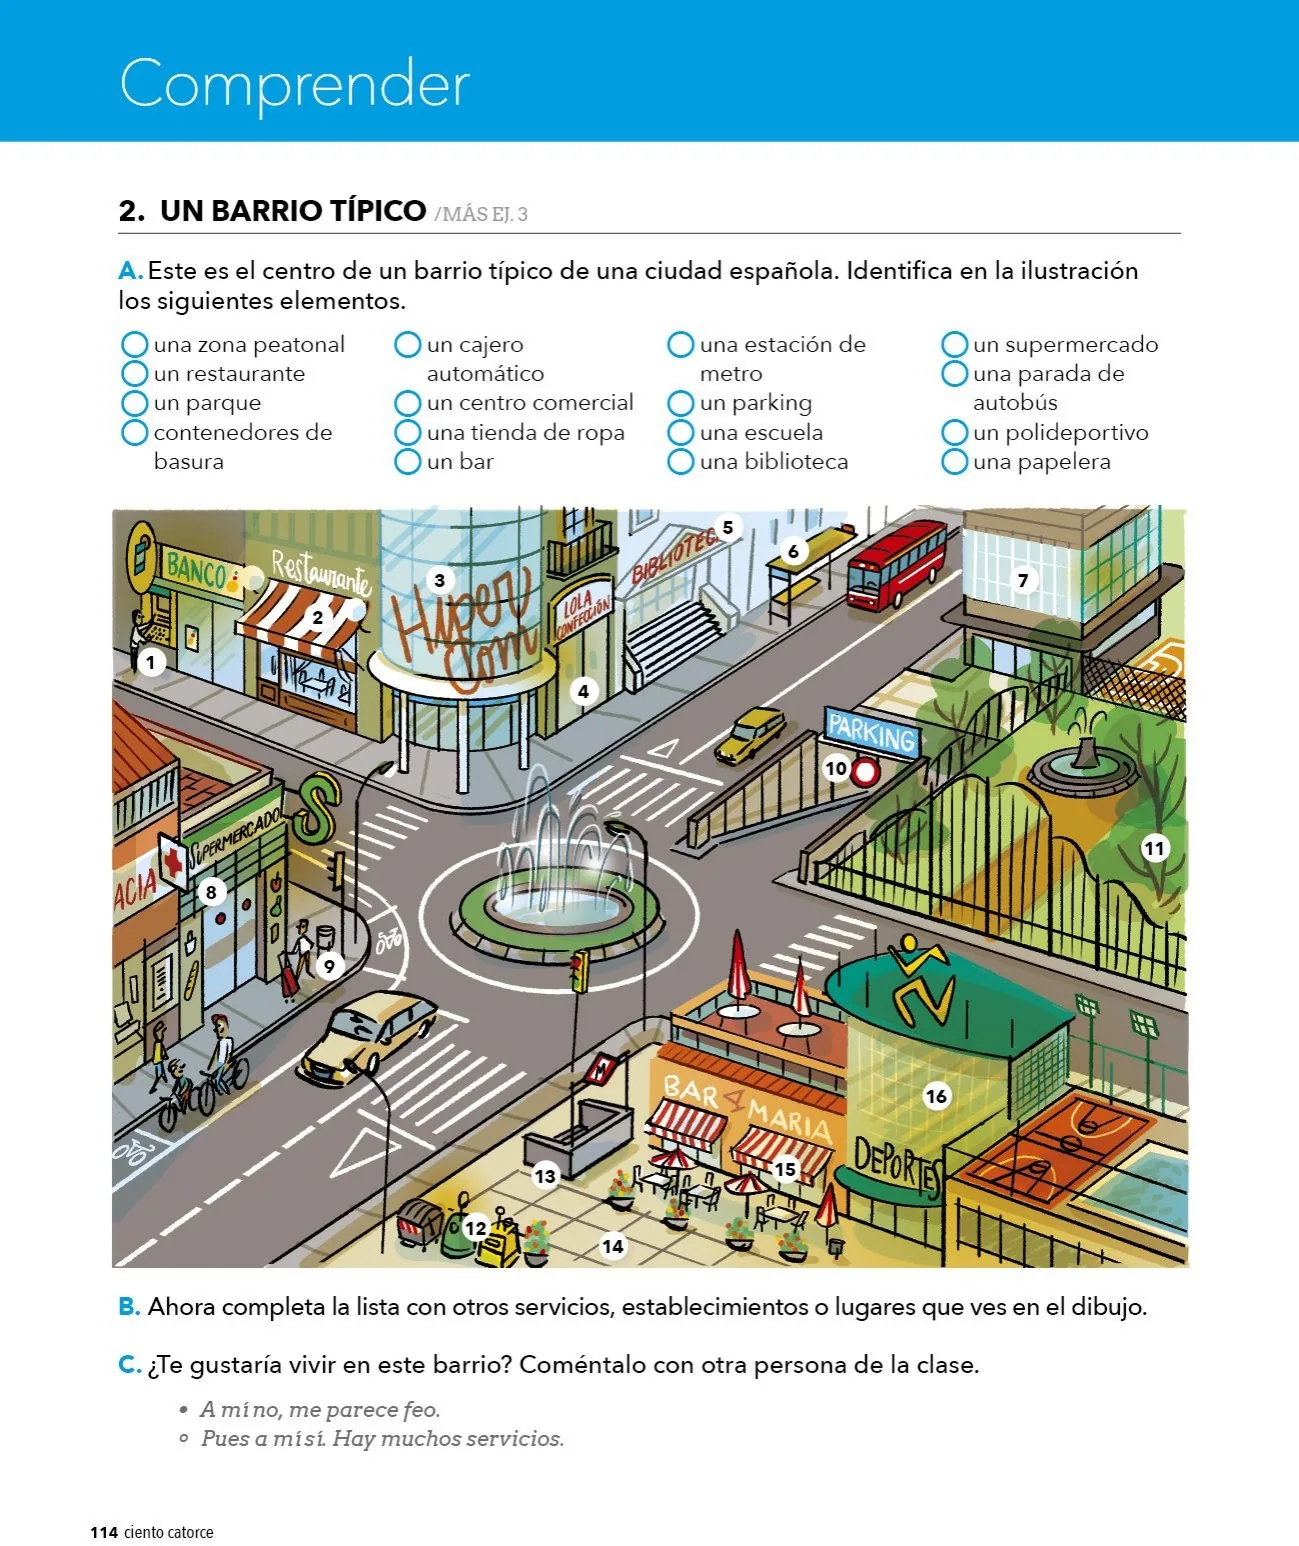 Comprender
2. UN BARRIO TÍPICO /MÁS EJ. 3
A. Este es el centro de un barrio típico de una ciudad española. Identifica en la ilustración
los siguientes elementos.
una zona peatonal
un restaurante
un parque
contenedores de
basura
un cajero
automático
un centro comercial
una tienda de ropa
un bar
una estación de
metro
un parking
una escuela
una biblioteca
un supermercado
una parada de
autobús
un polideportivo
una papelera
BANCO
Restaurante
Hiper
Com
LOLA
CONFECCIÓN
BIBLIOTEC
PARKING
SUPERMERCADO
S
ACIA
M
BAR
MARIA
DEPORTES
1
2
3
4
5
6
7
8
9
10
11
12
13
14
15
16
B. Ahora completa la lista con otros servicios, establecimientos o lugares que ves en el dibujo.
C. ¿Te gustaría vivir en este barrio? Coméntalo con otra persona de la clase.
• A mí no, me parece feo.
○ Pues a mí sí. Hay muchos servicios.
114 ciento catorce